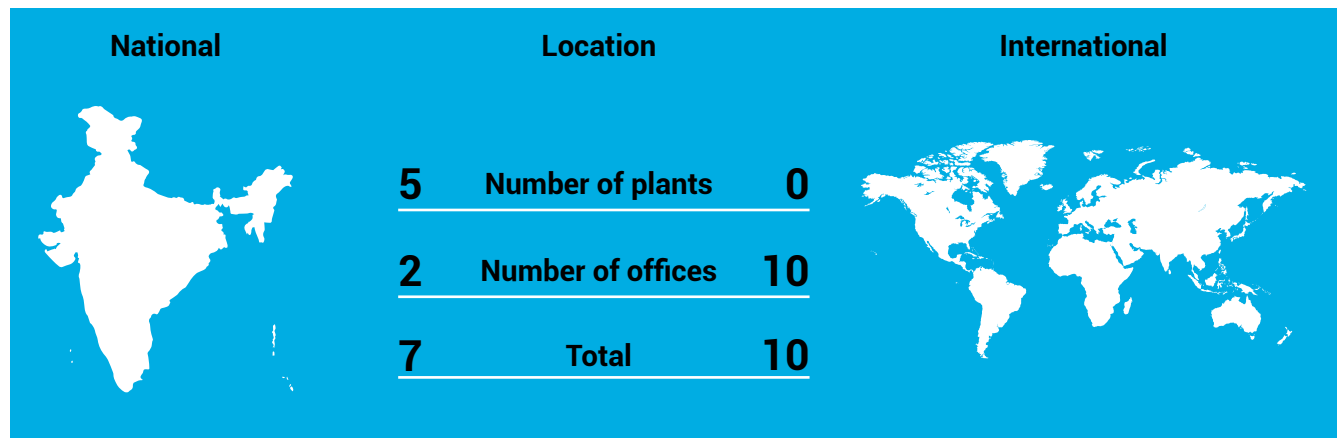 National Location International
5 Number of plants 0
2 Number of offices 10
7 Total 10